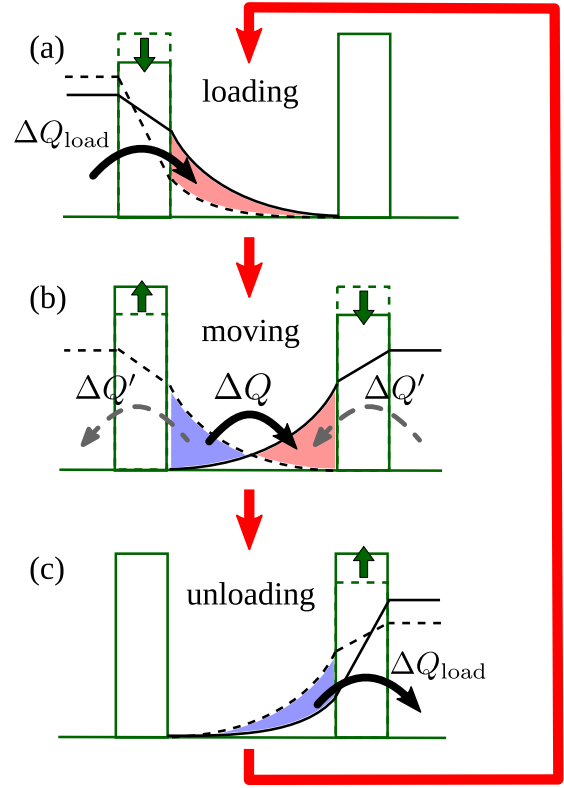 (a)
loading
ΔQ_load
(b)
moving
ΔQ′ ΔQ ΔQ′
(c)
unloading
ΔQ_load